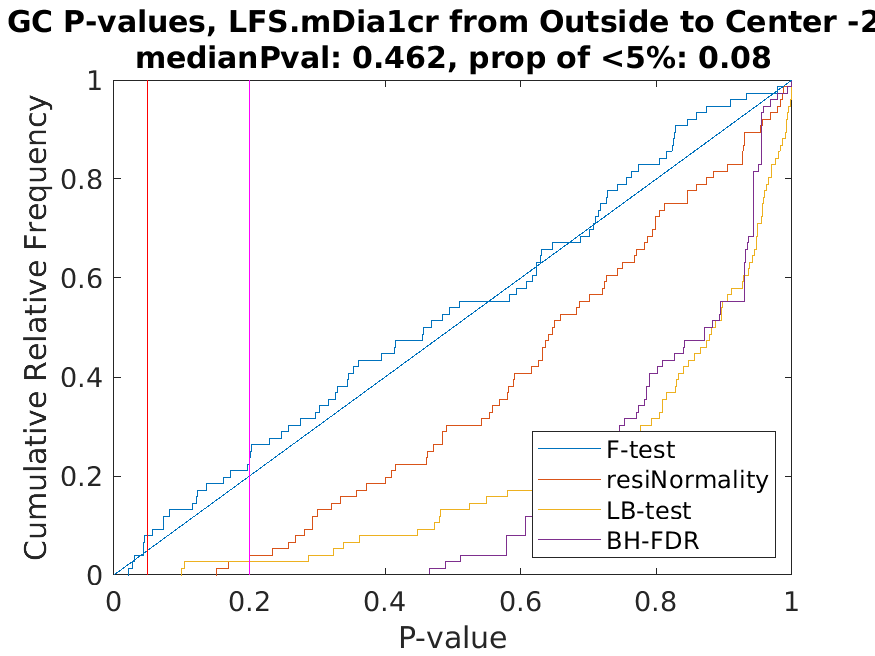 GC P-values, LFS.mDia1cr from Outside to Center -2
medianPval: 0.462, prop of <5%: 0.08
Cumulative Relative Frequency
1
0.8
0.6
0.4
0.2
0
0 0.2 0.4 0.6 0.8 1
P-value
F-test
resiNormality
LB-test
BH-FDR